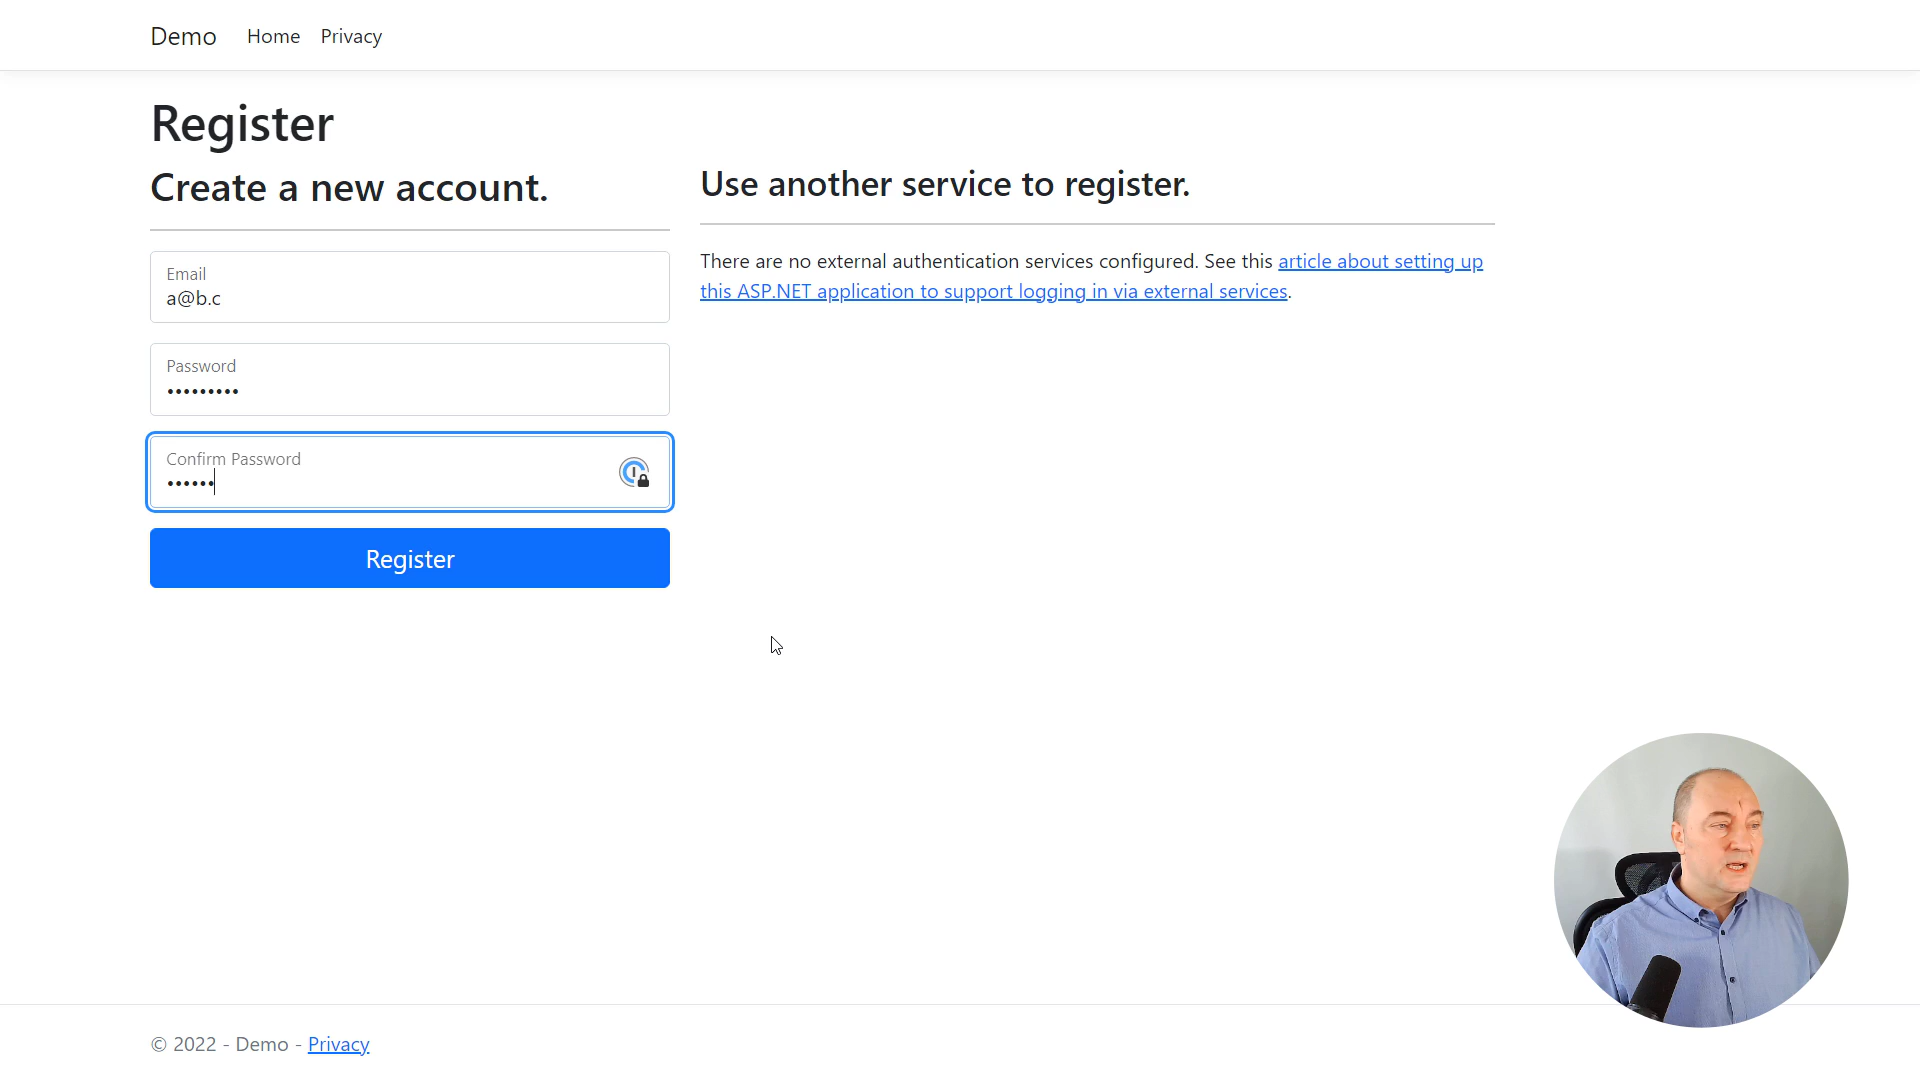 Demo Home Privacy
Register
Create a new account.
Email
a@b.c
Password
•••••••••
Confirm Password
••••••
Register
Use another service to register.
There are no external authentication services configured. See this article about setting up
this ASP.NET application to support logging in via external services.
© 2022 - Demo - Privacy